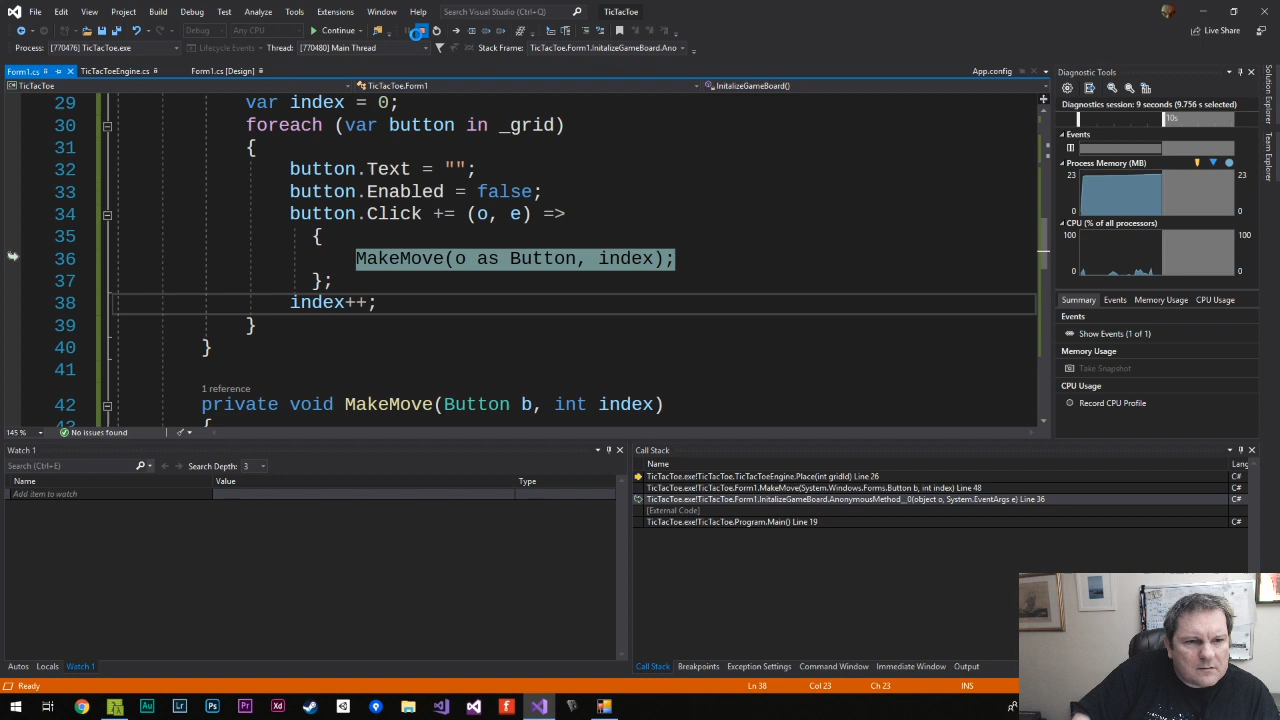 File Edit View Project Build Debug Test Analyze Tools Extensions Window Help Search Visual Studio (Ctrl+Q) TicTacToe
Debug Any CPU Continue Live Share
Process: [770476] TicTacToe.exe Lifecycle Events Thread: [770480] Main Thread Stack Frame: TicTacToe.Form1.InitalizeGameBoard.Ano
Form1.cs TicTacToeEngine.cs Form1.cs [Design] App.config
TicTacToe TicTacToe.Form1 InitalizeGameBoard()
29 var index = 0;
30 foreach (var button in _grid)
31 {
32 button.Text = "";
33 button.Enabled = false;
34 button.Click += (o, e) =>
35 {
36 MakeMove(o as Button, index);
37 };
38 index++;
39 }
40 }
41
1 reference
42 private void MakeMove(Button b, int index)
145 % No issues found
Diagnostic Tools
Diagnostics session: 9 seconds (9.756 s selected)
10s
Events
Process Memory (MB)
23 23
0 0
CPU (% of all processors)
100 100
0 0
Summary Events Memory Usage CPU Usage
Events
Show Events (1 of 1)
Memory Usage
Take Snapshot
CPU Usage
Record CPU Profile
Solution Explorer
Team Explorer
Watch 1
Search (Ctrl+E) Search Depth: 3
Name Value Type
Add item to watch
Call Stack
Name Lang
TicTacToe.exe!TicTacToe.TicTacToeEngine.Place(int gridId) Line 26 C#
TicTacToe.exe!TicTacToe.Form1.MakeMove(System.Windows.Forms.Button b, int index) Line 48 C#
TicTacToe.exe!TicTacToe.Form1.InitalizeGameBoard.AnonymousMethod__0(object o, System.EventArgs e) Line 36 C#
[External Code]
TicTacToe.exe!TicTacToe.Program.Main() Line 19 C#
Autos Locals Watch 1
Call Stack Breakpoints Exception Settings Command Window Immediate Window Output
Ready Ln 38 Col 23 Ch 23 INS